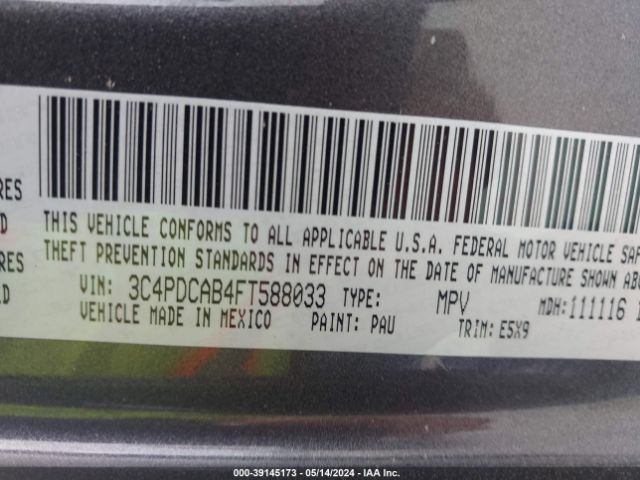 RES
THIS VEHICLE CONFORMS TO ALL APPLICABLE U.S.A. FEDERAL MOTOR VEHICLE SAF
THEFT PREVENTION STANDARDS IN EFFECT ON THE DATE OF MANUFACTURE SHOWN ABO
VIN: 3C4PDCAB4FT588033 TYPE: MPV MDH:111116 1
VEHICLE MADE IN MEXICO PAINT: PAU TRIM: E5X9
000-39145173 - 05/14/2024 - IAA Inc.